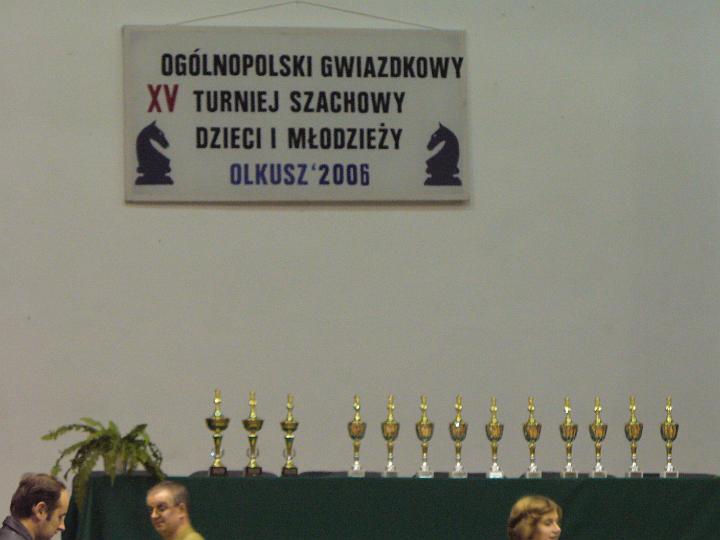 OGÓLNOPOLSKI GWIAZDKOWY
XV TURNIEJ SZACHOWY
DZIECI I MŁODZIEŻY
OLKUSZ'2006